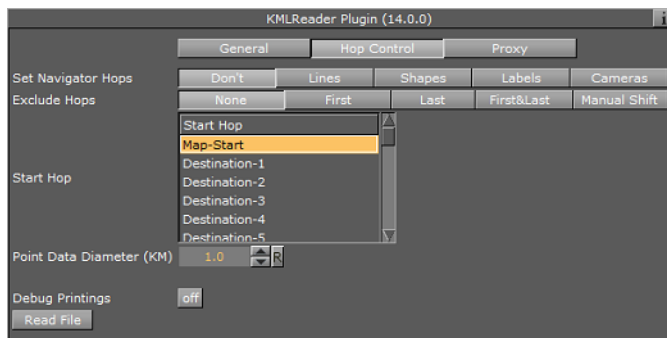 KMLReader Plugin (14.0.0) i
General Hop Control Proxy
Set Navigator Hops Don't Lines Shapes Labels Cameras
Exclude Hops None First Last First&Last Manual Shift
Start Hop
Map-Start
Destination-1
Start Hop Destination-2
Destination-3
Destination-4
Destination-5
Point Data Diameter (KM) 1.0 R
Debug Printings off
Read File